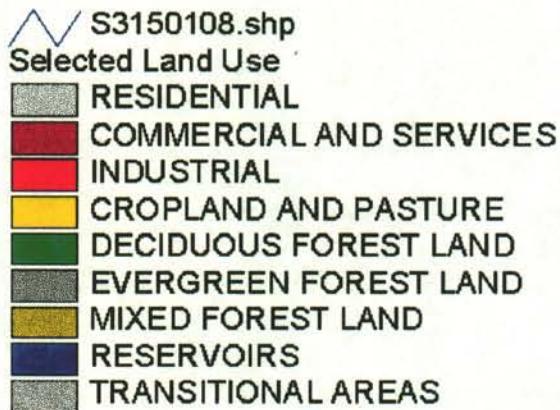 S3150108.shp
Selected Land Use
RESIDENTIAL
COMMERCIAL AND SERVICES
INDUSTRIAL
CROPLAND AND PASTURE
DECIDUOUS FOREST LAND
EVERGREEN FOREST LAND
MIXED FOREST LAND
RESERVOIRS
TRANSITIONAL AREAS